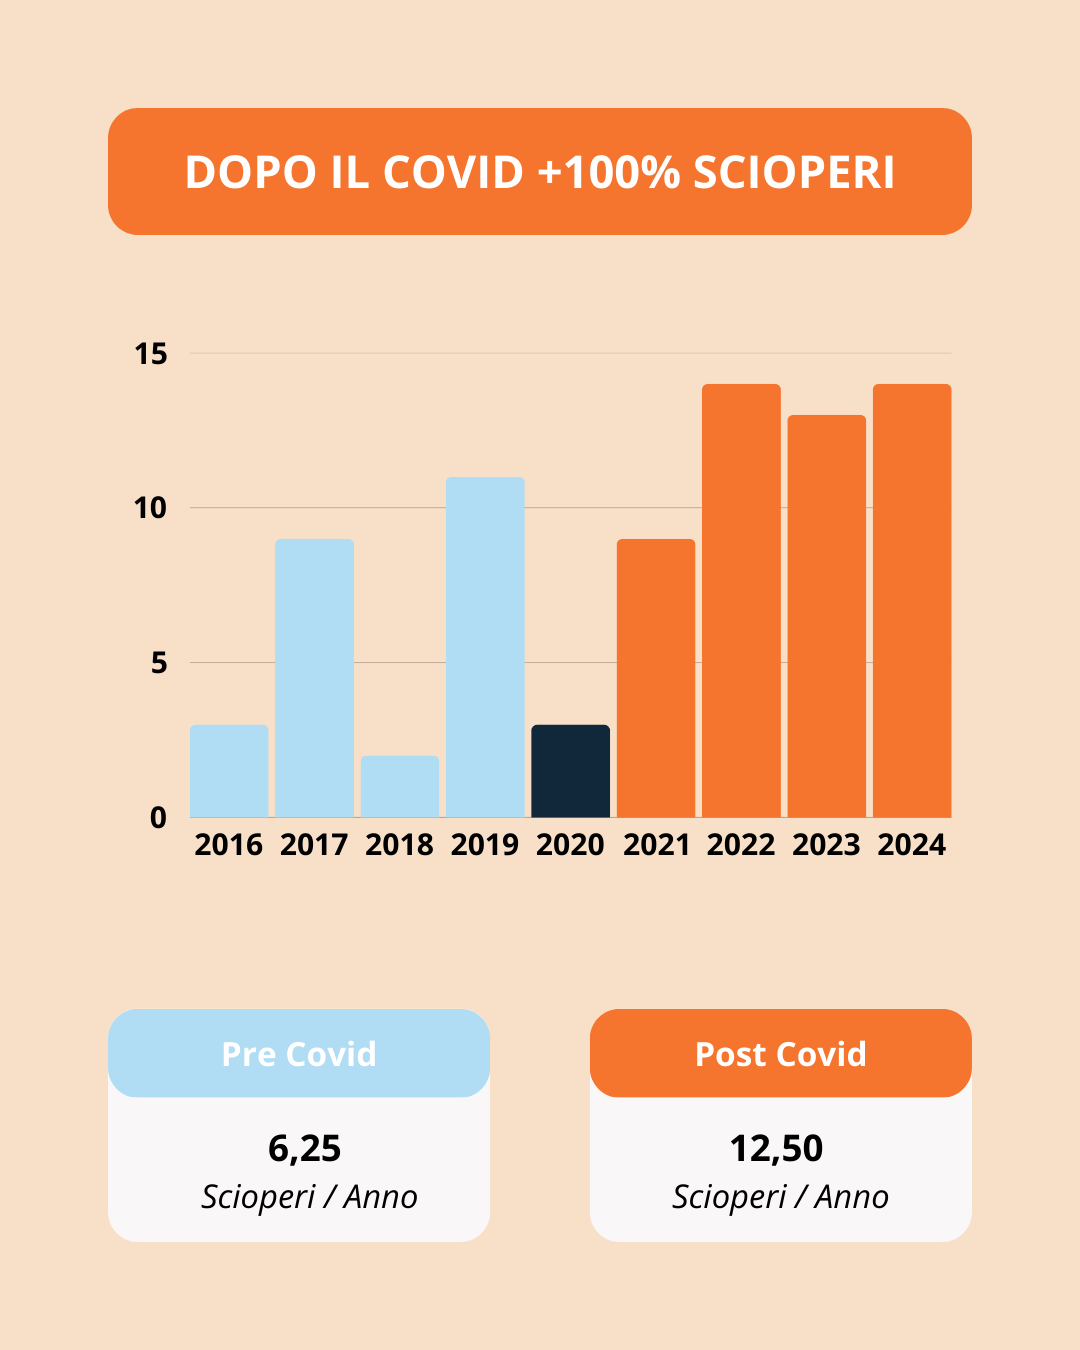 DOPO IL COVID +100% SCIOPERI
15
10
5
0
2016 2017 2018 2019 2020 2021 2022 2023 2024
Pre Covid
6,25
Scioperi / Anno
Post Covid
12,50
Scioperi / Anno